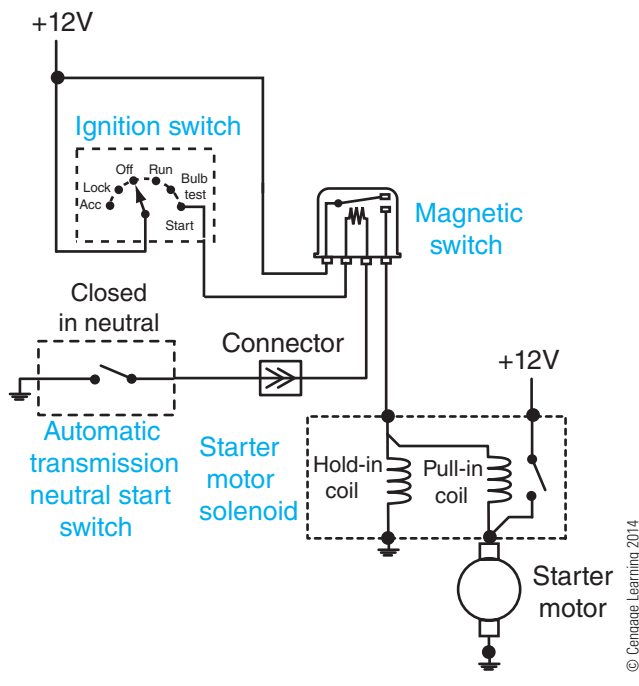 +12V
Ignition switch
Off
Run
Bulb
test
Lock
Acc
Start
Magnetic
switch
Closed
in neutral
Connector
+12V
Automatic
transmission
neutral start
switch
Starter
motor
solenoid
Hold-in
coil
Pull-in
coil
Starter
motor
© Cengage Learning 2014